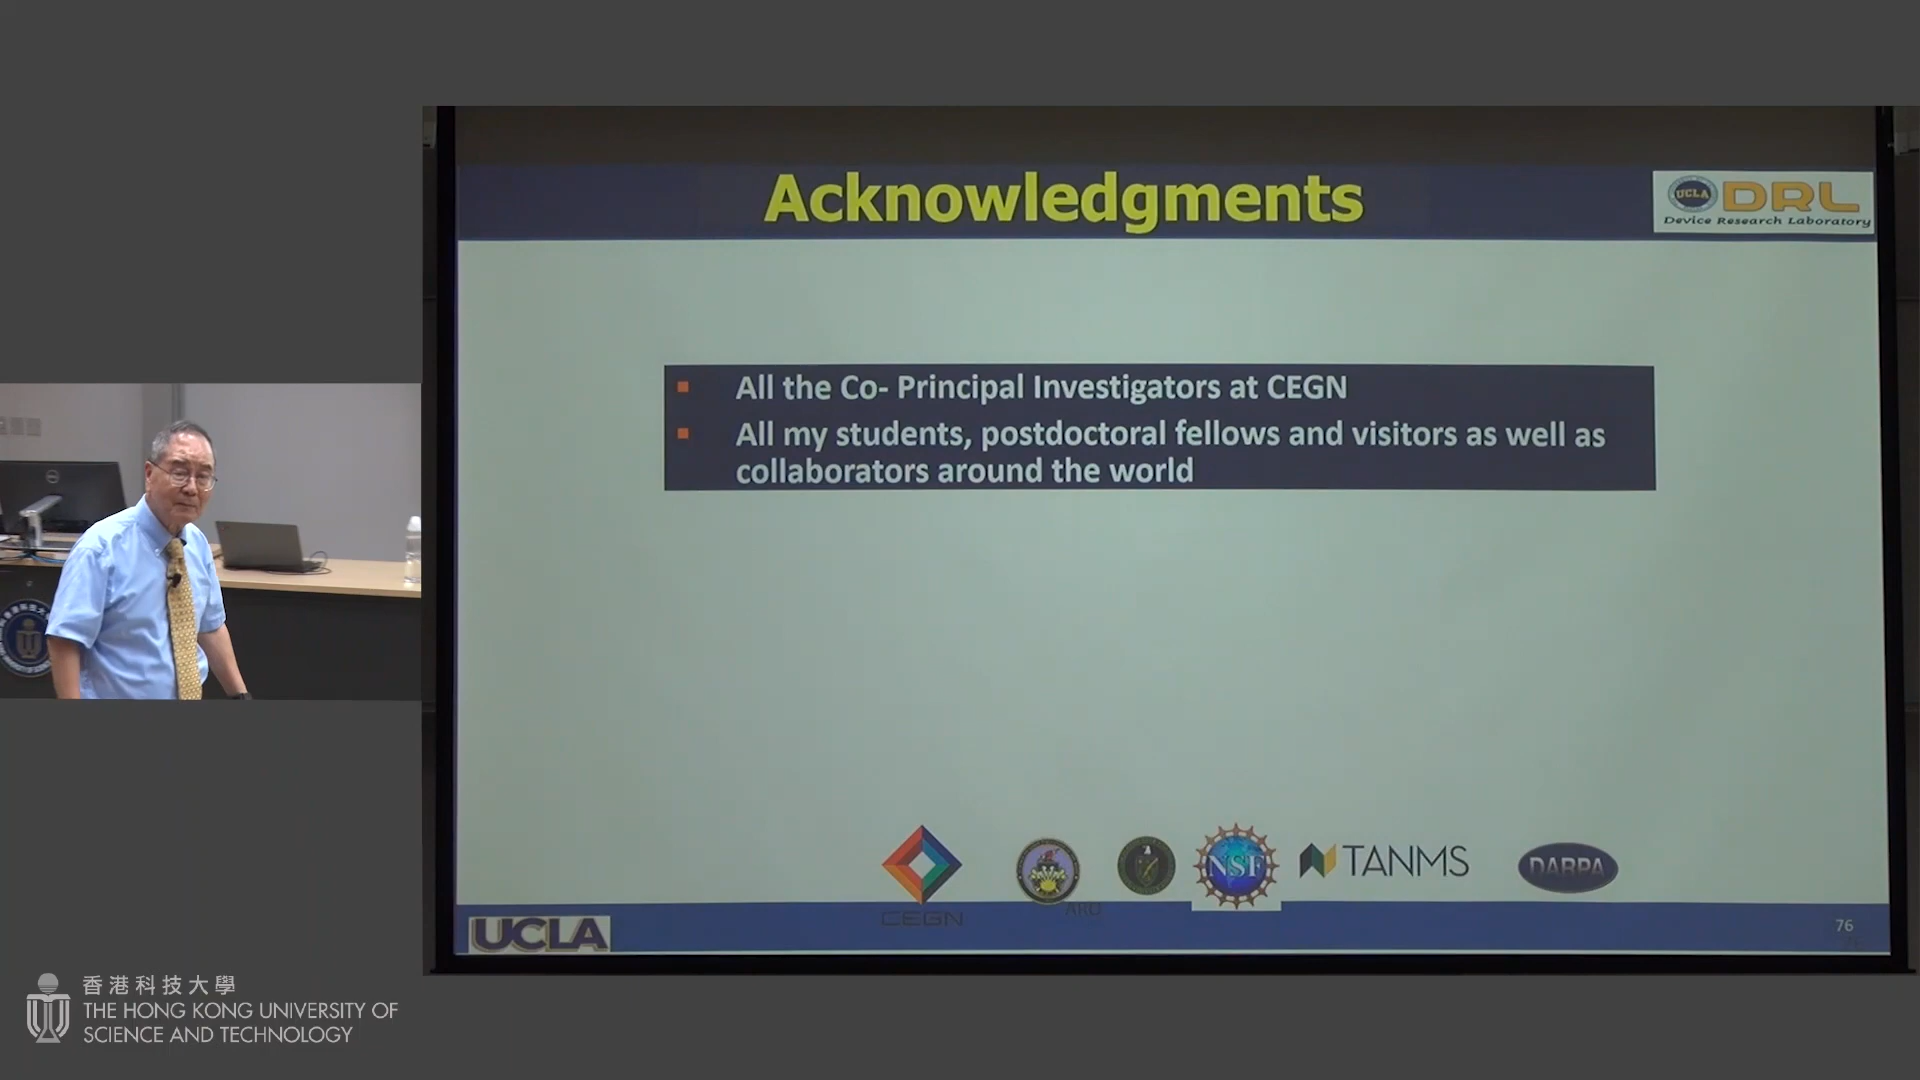 Acknowledgments
UCLA
DRL
Device Research Laboratory
▪ All the Co- Principal Investigators at CEGN
▪ All my students, postdoctoral fellows and visitors as well as
collaborators around the world
CEGN
ARO
NSF
TANMS
DARPA
UCLA
76
香港科技大學
THE HONG KONG UNIVERSITY OF
SCIENCE AND TECHNOLOGY